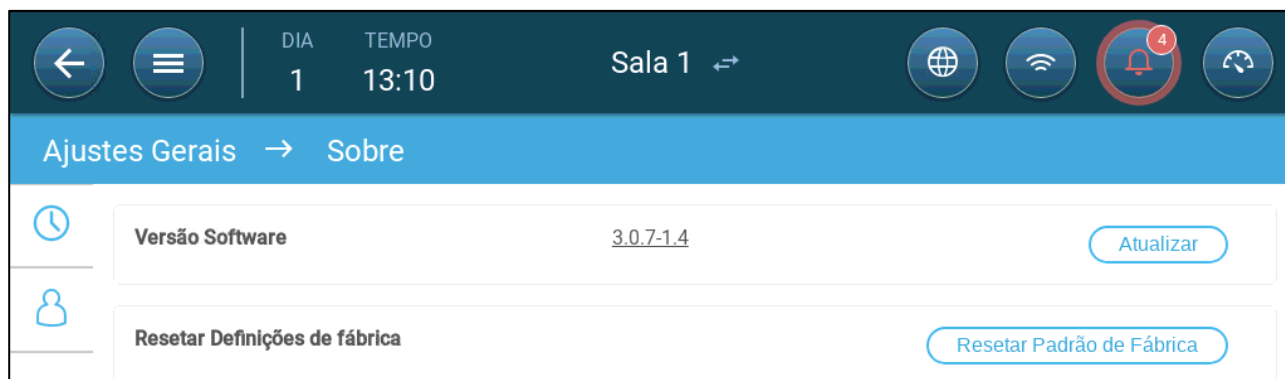 DIA TEMPO
1 13:10 Sala 1
4
Ajustes Gerais → Sobre
Versão Software 3.0.7-1.4 Atualizar
Resetar Definições de fábrica Resetar Padrão de Fábrica